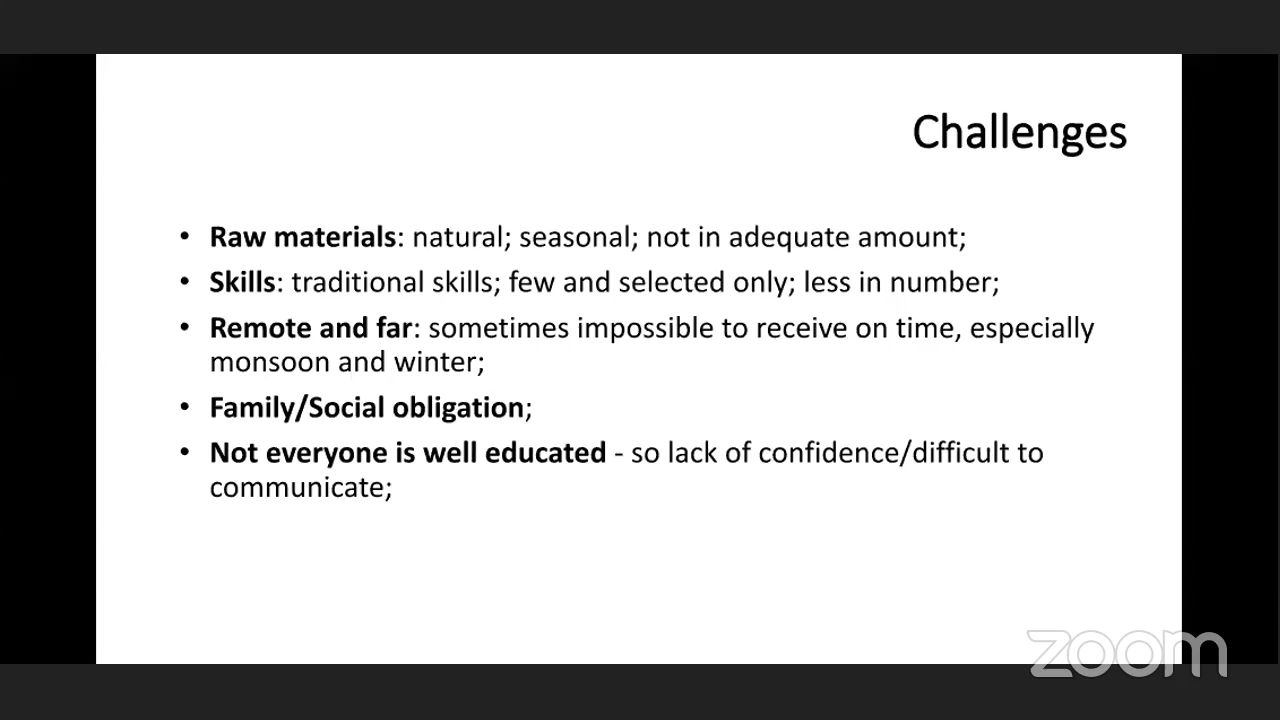 Challenges
• Raw materials: natural; seasonal; not in adequate amount;
• Skills: traditional skills; few and selected only; less in number;
• Remote and far: sometimes impossible to receive on time, especially
monsoon and winter;
• Family/Social obligation;
• Not everyone is well educated - so lack of confidence/difficult to
communicate;
zoom